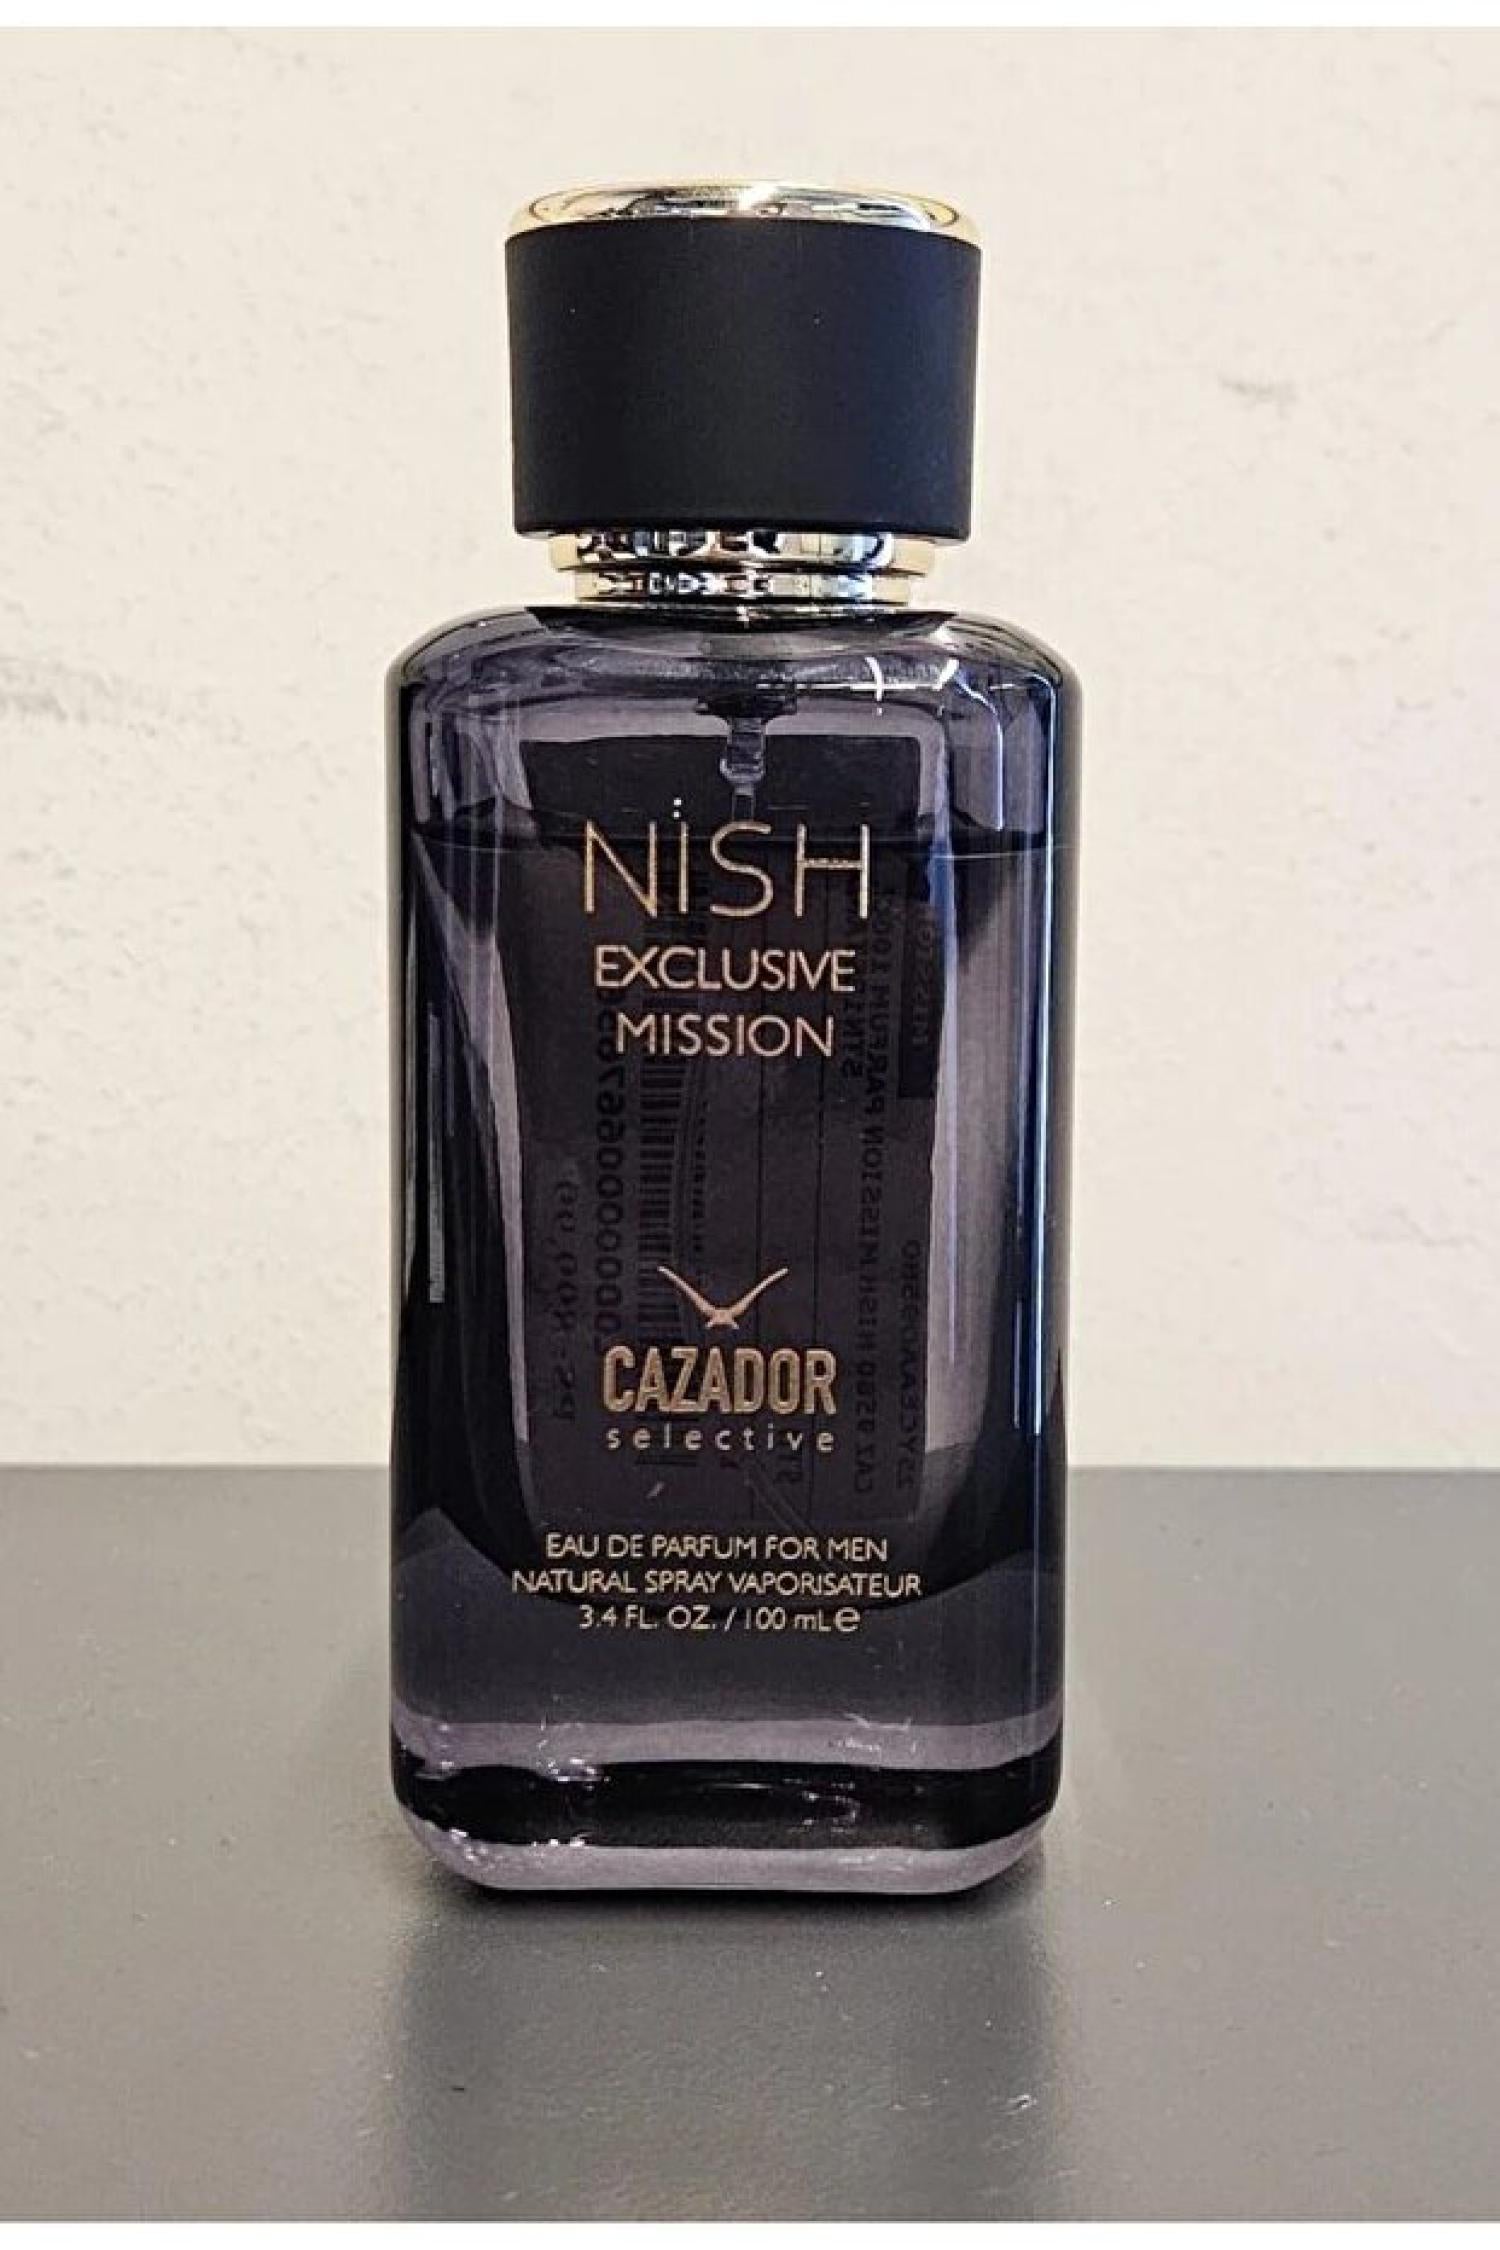 NİSH
EXCLUSIVE
MISSION
CAZADOR
selective
EAU DE PARFUM FOR MEN
NATURAL SPRAY VAPORISATEUR
3.4 FL. OZ. / 100 mL e